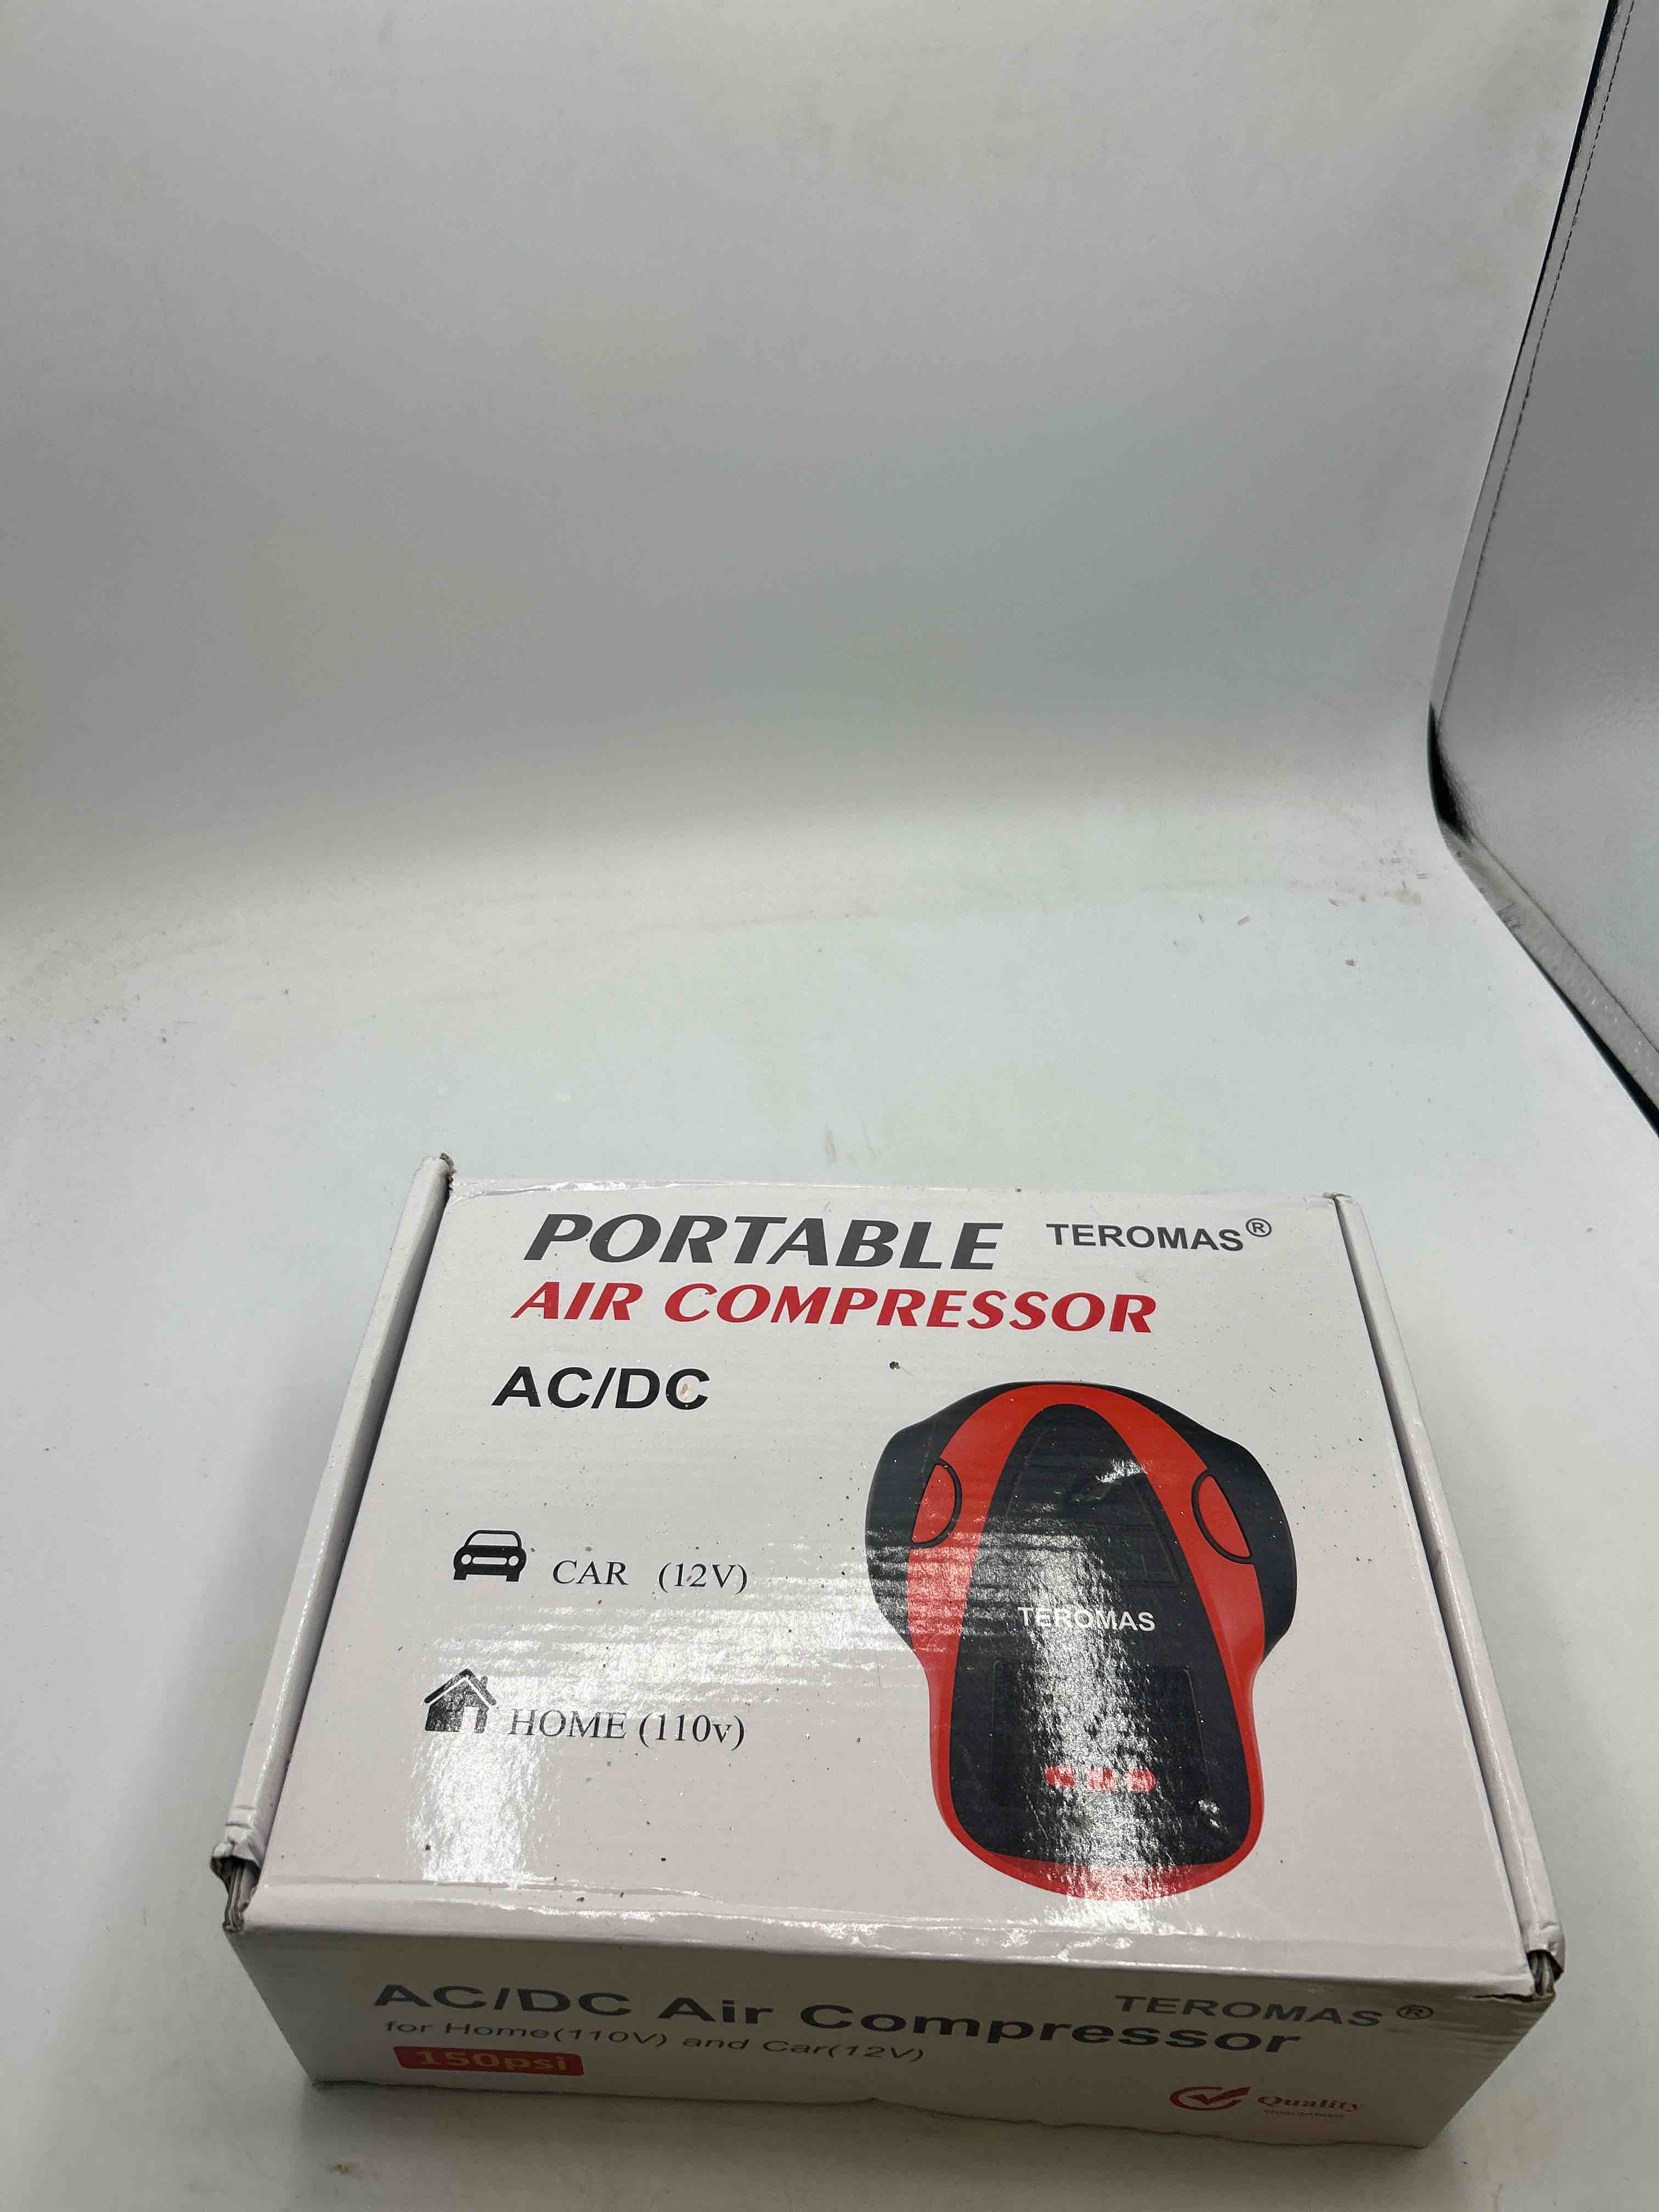 PORTABLE TEROMAS®
AIR COMPRESSOR
AC/DC
CAR (12V)
HOME (110v)
TEROMAS
AC/DC Air Compressor TEROMAS®
for Home(110V) and Car(12V)
150psi
Quality